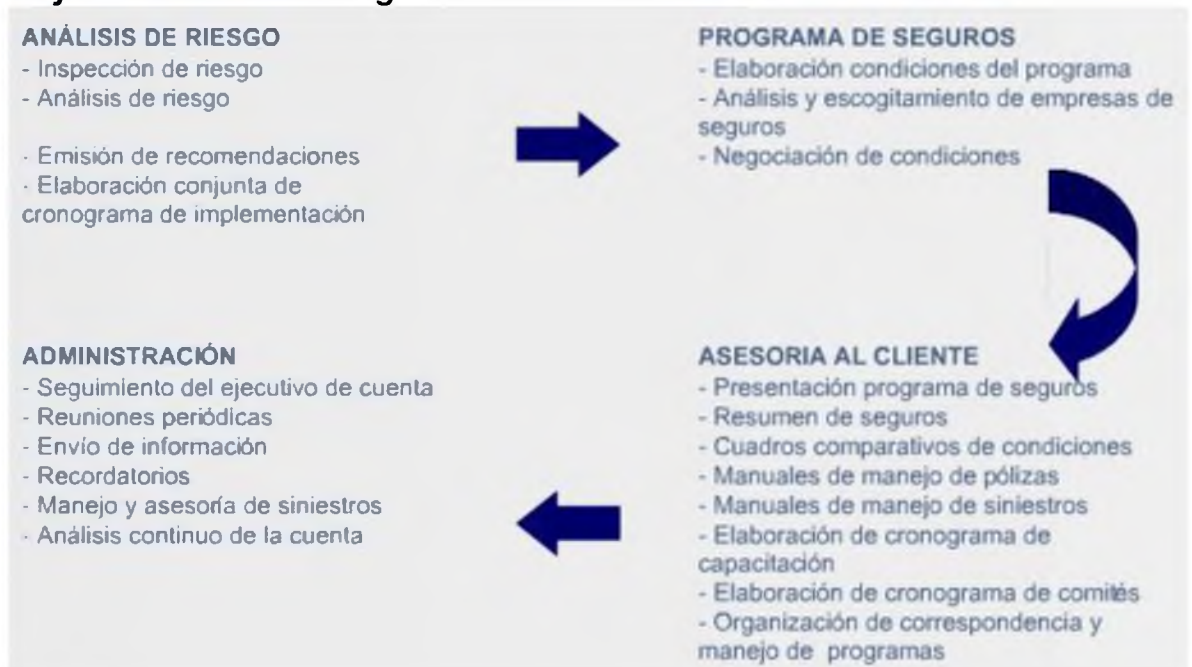 ANÁLISIS DE RIESGO
- Inspección de riesgo
- Análisis de riesgo
- Emisión de recomendaciones
- Elaboración conjunta de
cronograma de implementación
PROGRAMA DE SEGUROS
- Elaboración condiciones del programa
- Análisis y escogitamiento de empresas de
seguros
- Negociación de condiciones
ASESORIA AL CLIENTE
- Presentación programa de seguros
- Resumen de seguros
- Cuadros comparativos de condiciones
- Manuales de manejo de pólizas
- Manuales de manejo de siniestros
- Elaboración de cronograma de
capacitación
- Elaboración de cronograma de comités
- Organización de correspondencia y
manejo de programas
ADMINISTRACIÓN
- Seguimiento del ejecutivo de cuenta
- Reuniones periódicas
- Envío de información
- Recordatorios
- Manejo y asesoría de siniestros
- Análisis continuo de la cuenta